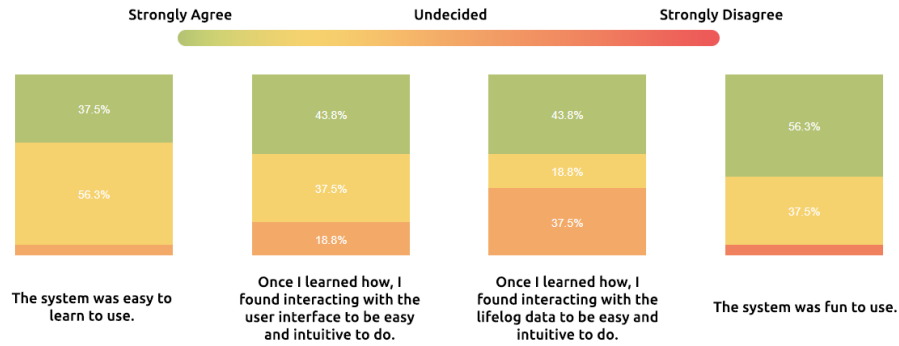 Strongly Agree Undecided Strongly Disagree
37.5%
56.3%
The system was easy to
learn to use.
43.8%
37.5%
18.8%
Once I learned how, I
found interacting with the
user interface to be easy
and intuitive to do.
43.8%
18.8%
37.5%
Once I learned how, I
found interacting with the
lifelog data to be easy and
intuitive to do.
56.3%
37.5%
The system was fun to use.